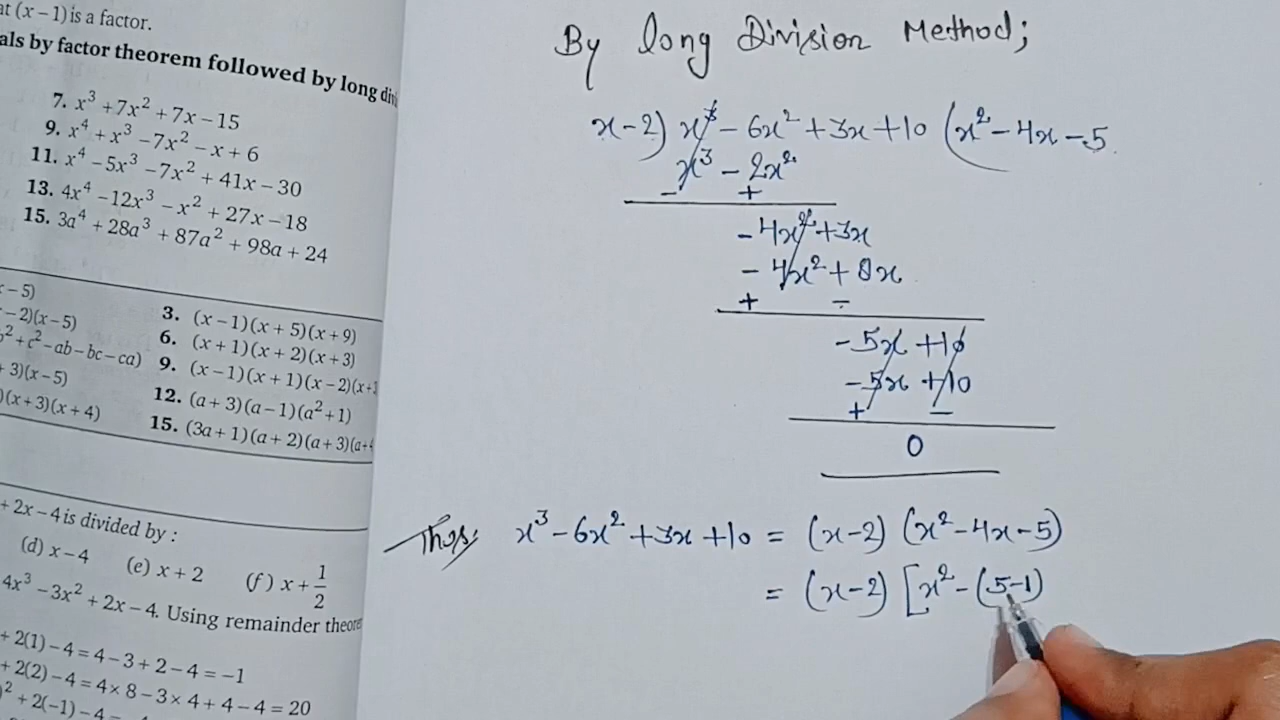 at (x − 1) is a factor.
als by factor theorem followed by long
7. x³ + 7x² + 7x − 15
9. x⁴ + x³ − 7x² − x + 6
11. x⁴ − 5x³ − 7x² + 41x − 30
13. 4x⁴ − 12x³ − x² + 27x − 18
15. 3a⁴ + 28a³ + 87a² + 98a + 24
x − 5)
− 2)(x − 5)
² + c² − ab − bc − ca)
+ 3)(x − 5)
)(x + 3)(x + 4)
3. (x − 1)(x + 5)(x + 9)
6. (x + 1)(x + 2)(x + 3)
9. (x − 1)(x + 1)(x − 2)(x +
12. (a + 3)(a − 1)(a² + 1)
15. (3a + 1)(a + 2)(a + 3)(a +
+ 2x − 4 is divided by :
(d) x − 4 (e) x + 2 (f) x + 1/2
4x³ − 3x² + 2x − 4. Using remainder
+ 2(1) − 4 = 4 − 3 + 2 − 4 = −1
+ 2(2) − 4 = 4 × 8 − 3 × 4 + 4 − 4 = 20
)² + 2(−1) − 4
By long Division Method;
x − 2) x³ − 6x² + 3x + 10 (x² − 4x − 5
x³ − 2x²
− +
− 4x² + 3x
− 4x² + 8x
+ −
− 5x + 10
− 5x + 10
+ −
0
Thus, x³ − 6x² + 3x + 10 = (x − 2) (x² − 4x − 5)
= (x − 2) [x² − (5 − 1)